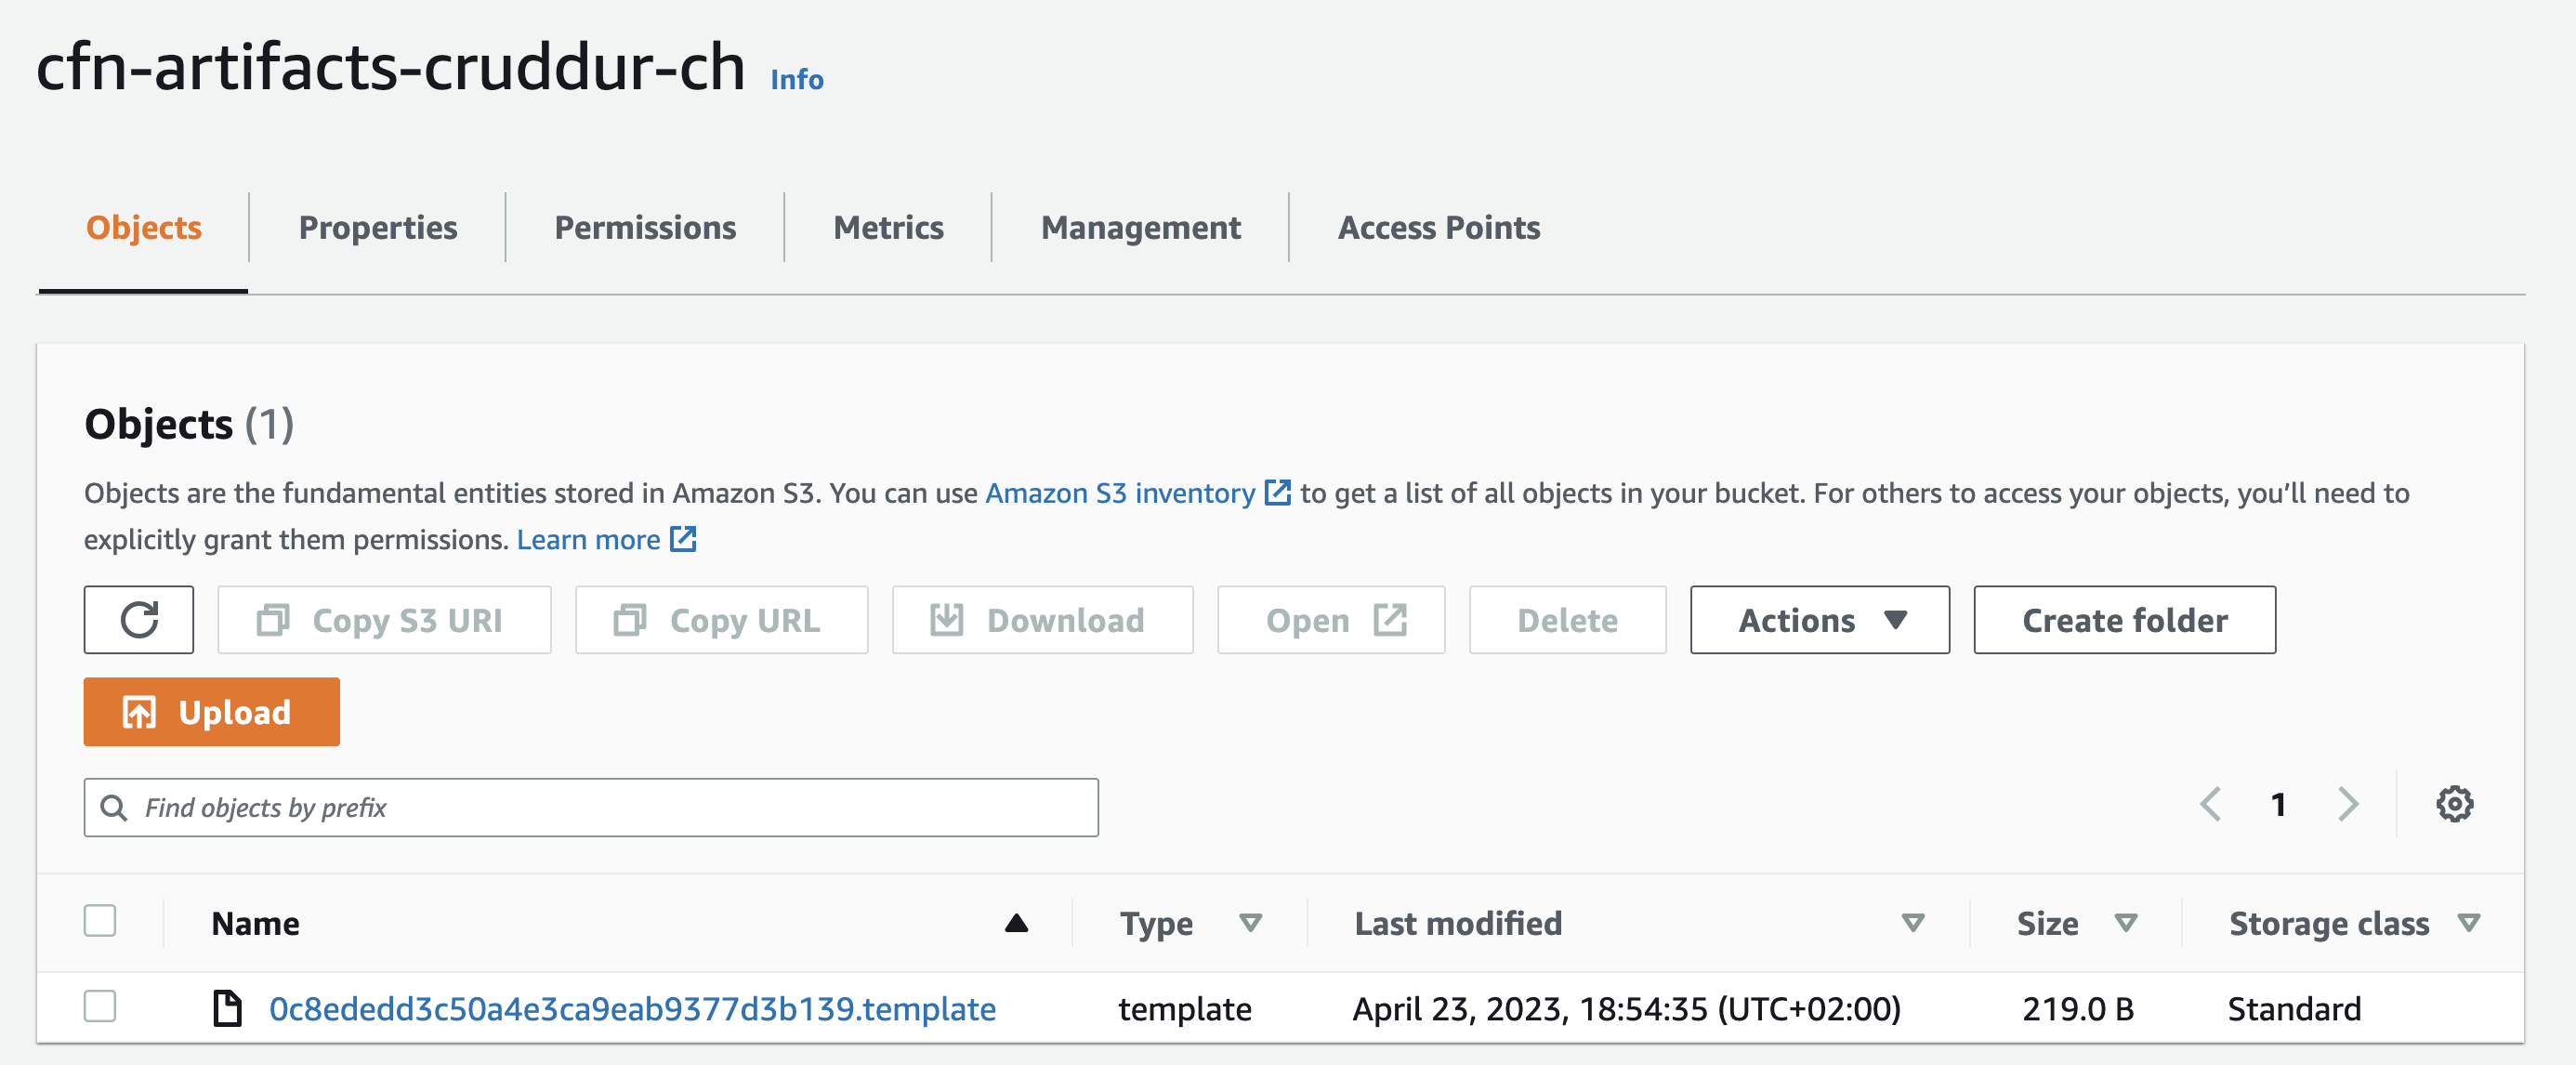 cfn-artifacts-cruddur-ch Info
Objects Properties Permissions Metrics Management Access Points
Objects (1)
Objects are the fundamental entities stored in Amazon S3. You can use Amazon S3 inventory to get a list of all objects in your bucket. For others to access your objects, you’ll need to
explicitly grant them permissions. Learn more
Copy S3 URI Copy URL Download Open Delete Actions Create folder
Upload
Find objects by prefix 1
Name Type Last modified Size Storage class
0c8ededd3c50a4e3ca9eab9377d3b139.template template April 23, 2023, 18:54:35 (UTC+02:00) 219.0 B Standard